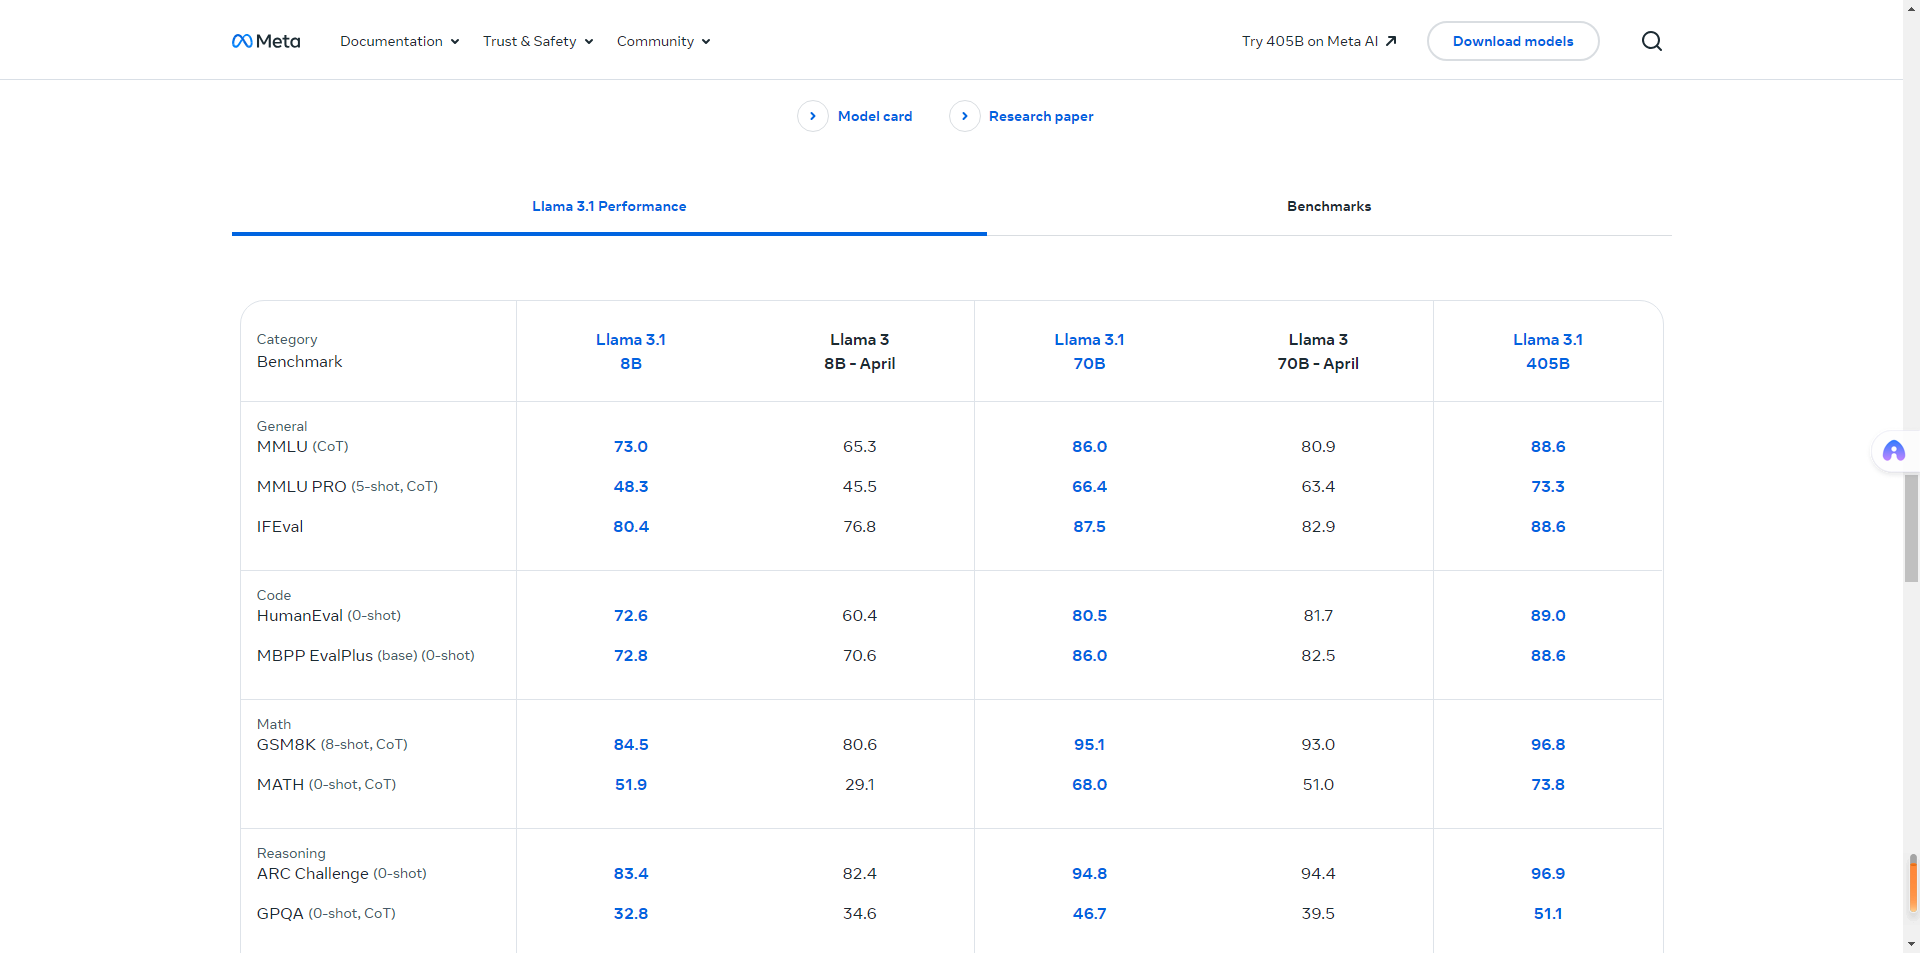 Meta Documentation Trust & Safety Community Try 405B on Meta AI Download models
Model card Research paper
Llama 3.1 Performance Benchmarks
Category
Benchmark
Llama 3.1
8B
Llama 3
8B - April
Llama 3.1
70B
Llama 3
70B - April
Llama 3.1
405B
General
MMLU (CoT) 73.0 65.3 86.0 80.9 88.6
MMLU PRO (5-shot, CoT) 48.3 45.5 66.4 63.4 73.3
IFEval 80.4 76.8 87.5 82.9 88.6
Code
HumanEval (0-shot) 72.6 60.4 80.5 81.7 89.0
MBPP EvalPlus (base) (0-shot) 72.8 70.6 86.0 82.5 88.6
Math
GSM8K (8-shot, CoT) 84.5 80.6 95.1 93.0 96.8
MATH (0-shot, CoT) 51.9 29.1 68.0 51.0 73.8
Reasoning
ARC Challenge (0-shot) 83.4 82.4 94.8 94.4 96.9
GPQA (0-shot, CoT) 32.8 34.6 46.7 39.5 51.1